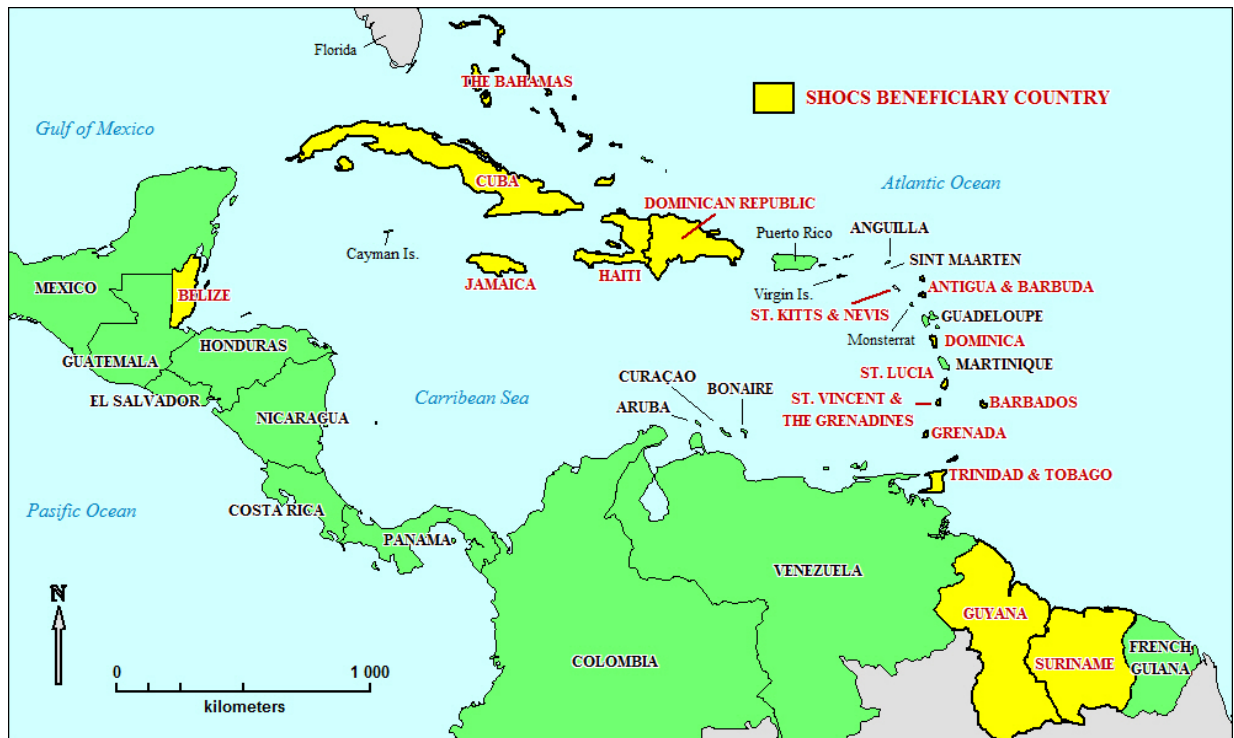 Florida
THE BAHAMAS
SHOCS BENEFICIARY COUNTRY
Gulf of Mexico
CUBA
Atlantic Ocean
DOMINICAN REPUBLIC
ANGUILLA
Puerto Rico
Cayman Is.
SINT MAARTEN
HAITI
JAMAICA
MEXICO
BELIZE
Virgin Is.
ANTIGUA & BARBUDA
ST. KITTS & NEVIS
GUADELOUPE
Monsterrat
DOMINICA
HONDURAS
GUATEMALA
MARTINIQUE
ST. LUCIA
CURAÇAO
BONAIRE
EL SALVADOR
Carribean Sea
ST. VINCENT &
THE GRENADINES
BARBADOS
ARUBA
NICARAGUA
GRENADA
TRINIDAD & TOBAGO
COSTA RICA
Pasific Ocean
PANAMA
VENEZUELA
N
GUYANA
FRENCH
GUIANA
COLOMBIA
SURINAME
0 1 000
kilometers